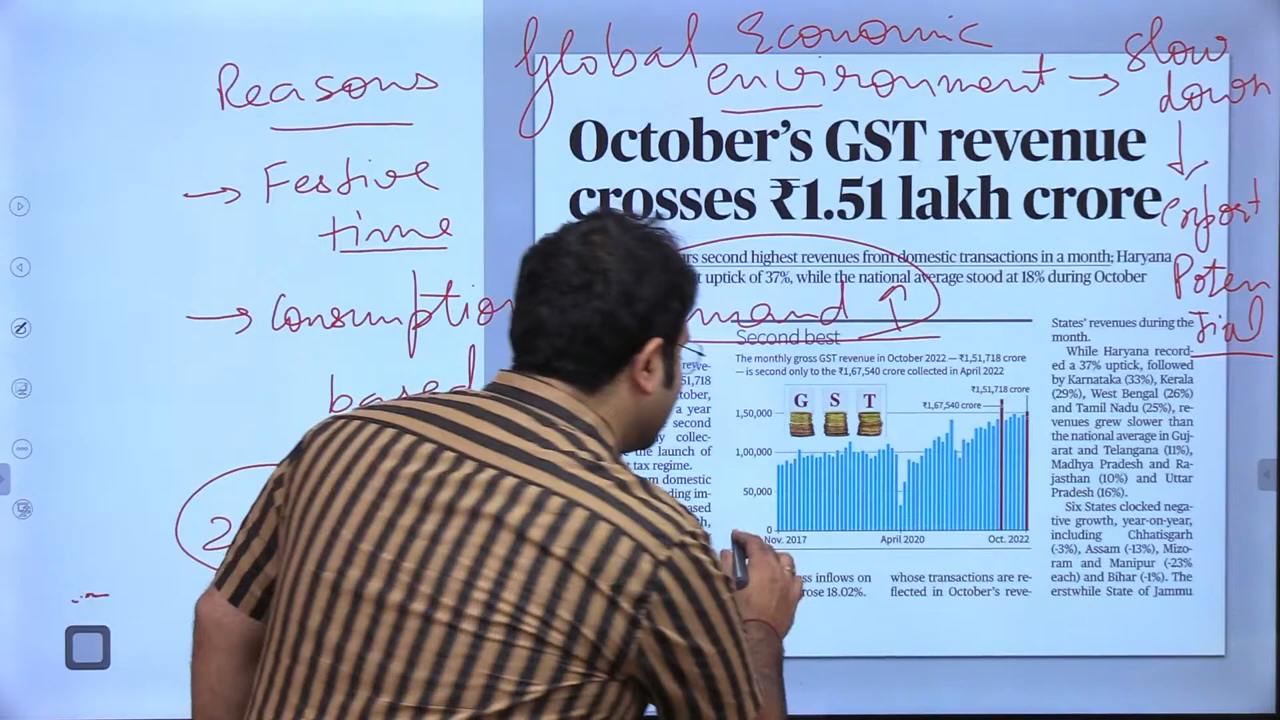 Global Economic
environment → slow
down
↓
export
Poten
tial
Reasons
→ Festive
time
→ Consumption
mand ↑
based
2
October's GST revenue
crosses ₹1.51 lakh crore
second highest revenues from domestic transactions in a month; Haryana
uptick of 37%, while the national average stood at 18% during October
Second best
The monthly gross GST revenue in October 2022 — ₹1,51,718 crore
— is second only to the ₹1,67,540 crore collected in April 2022
G S T
₹1,51,718 crore
₹1,67,540 crore
1,50,000
1,00,000
50,000
0
Nov. 2017 April 2020 Oct. 2022
51,718
a year
second
collec-
the launch of
tax regime.
domestic
ding im-
inflows on
rose 18.02%.
whose transactions are re-
flected in October's reve-
States' revenues during the
month.
While Haryana record-
ed a 37% uptick, followed
by Karnataka (33%), Kerala
(29%), West Bengal (26%)
and Tamil Nadu (25%), re-
venues grew slower than
the national average in Guj-
arat and Telangana (11%),
Madhya Pradesh and Ra-
jasthan (10%) and Uttar
Pradesh (16%).
Six States clocked nega-
tive growth, year-on-year,
including Chhatisgarh
(-3%), Assam (-13%), Mizo-
ram and Manipur (-23%
each) and Bihar (-1%). The
erstwhile State of Jammu